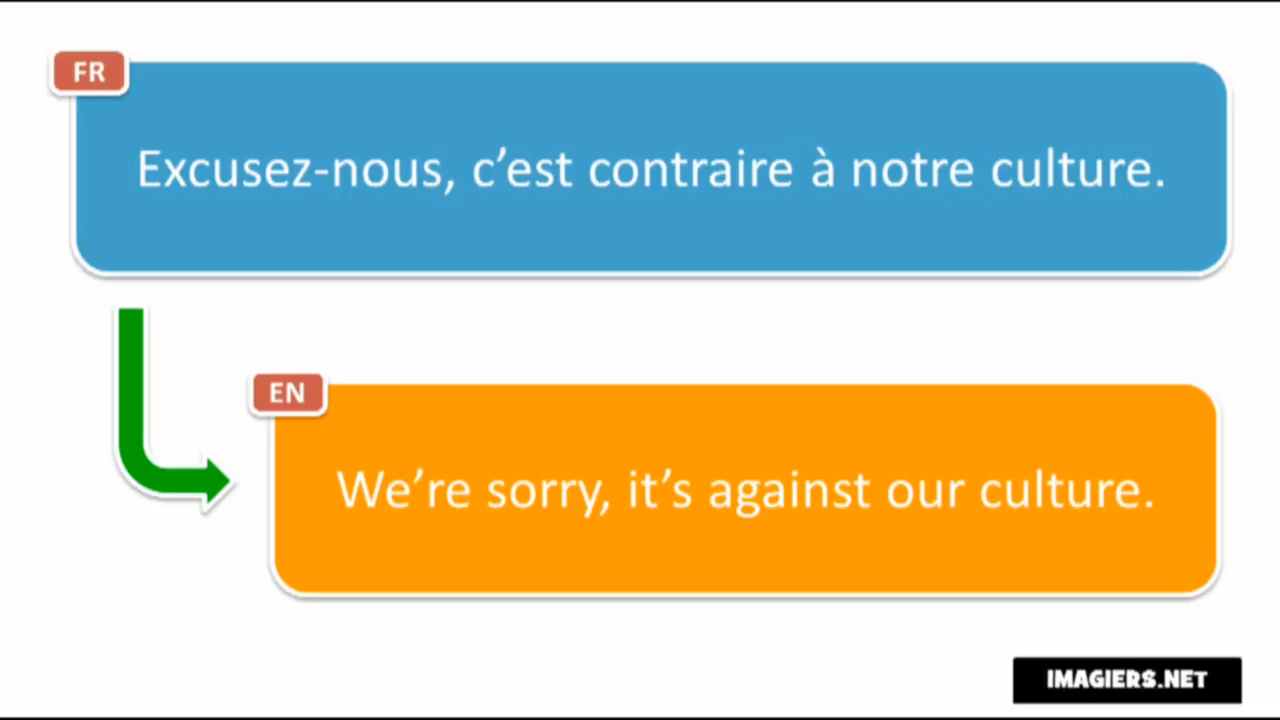 FR
Excusez-nous, c’est contraire à notre culture.
EN
We’re sorry, it’s against our culture.
IMAGIERS.NET